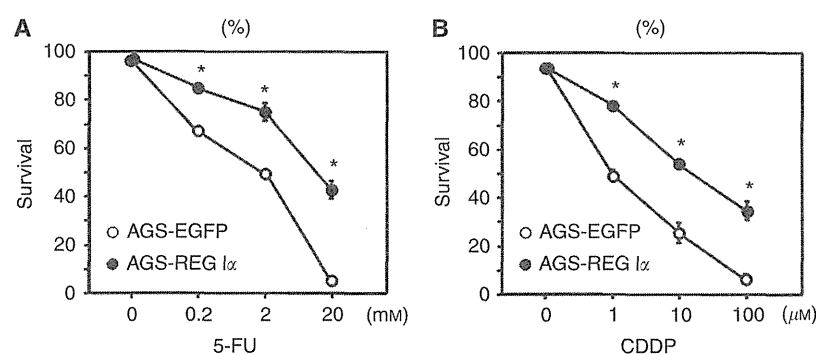 A
(%)
100
80
60
40
20
0
Survival
AGS-EGFP
AGS-REG Iα
0 0.2 2 20 (mM)
5-FU
*
*
*
B
(%)
100
80
60
40
20
0
Survival
AGS-EGFP
AGS-REG Iα
0 1 10 100 (μM)
CDDP
*
*
*